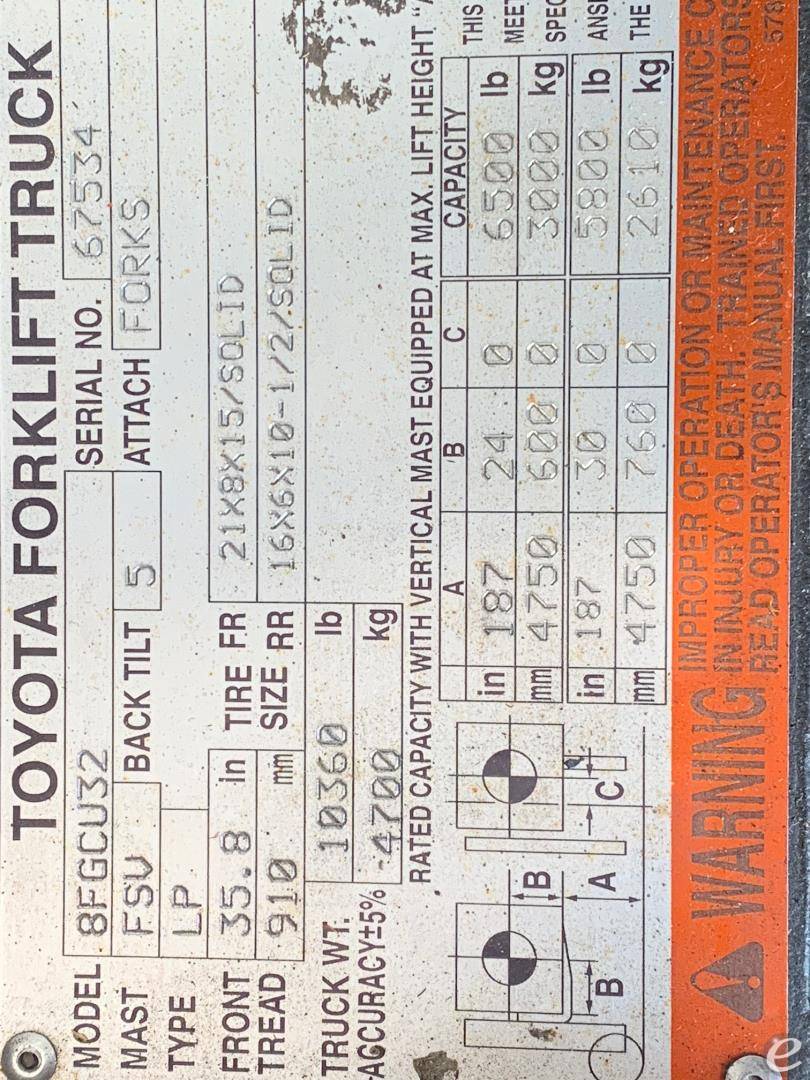 TOYOTA FORKLIFT TRUCK
MODEL 8FGCU32 SERIAL NO. 67534
MAST FSV BACK TILT 5 ATTACH FORKS
TYPE LP
FRONT 35.8 in TIRE FR 21X8X15/SOLID
TREAD 910 mm SIZE RR 16X6X10-1/2/SOLID
TRUCK WT. 10360 lb
ACCURACY±5% 4700 kg
RATED CAPACITY WITH VERTICAL MAST EQUIPPED AT MAX. LIFT HEIGHT "A
A B C CAPACITY
in 187 24 0 6500 lb
mm 4750 600 0 3000 kg
in 187 30 0 5800 lb
mm 4750 760 0 2610 kg
THIS
MEET
SPEC
ANSI
THE
B A B C
WARNING
IMPROPER OPERATION OR MAINTENANCE C
IN INJURY OR DEATH. TRAINED OPERATORS
READ OPERATOR'S MANUAL FIRST.
578
e